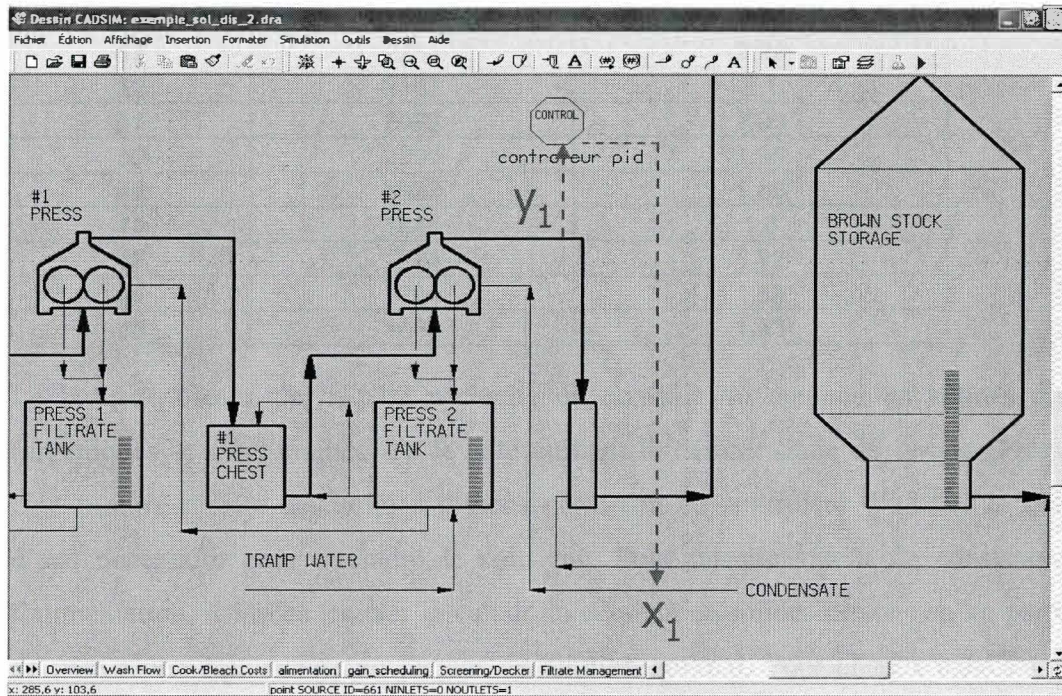 Dessin CADSIM: exemple_sol_dis_2.dra
Fichier Édition Affichage Insertion Formater Simulation Outils Dessin Aide
CONTROL
controleur pid
#1
PRESS
#2
PRESS
y1
BROWN STOCK
STORAGE
PRESS 1
FILTRATE
TANK
#1
PRESS
CHEST
PRESS 2
FILTRATE
TANK
TRAMP WATER
CONDENSATE
x1
Overview Wash Flow Cook/Bleach Costs alimentation gain_scheduling Screening/Decker Filtrate Management
x: 285,6 y: 103,6 point SOURCE ID=661 NINLETS=0 NOUTLETS=1